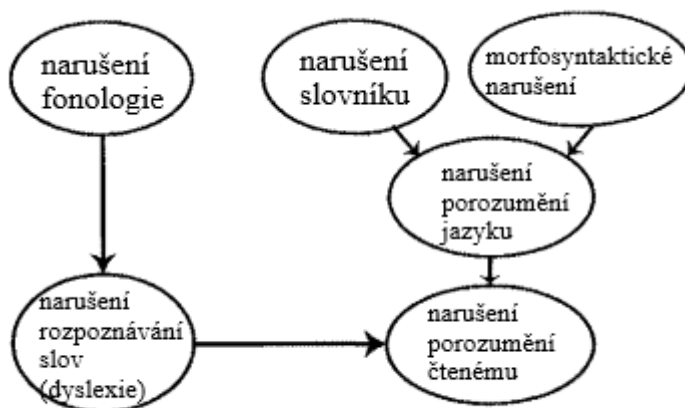 narušení
fonologie
narušení
slovníku
morfosyntaktické
narušení
narušení
porozumění
jazyku
narušení
rozpoznávání
slov
(dyslexie)
narušení
porozumění
čtenému